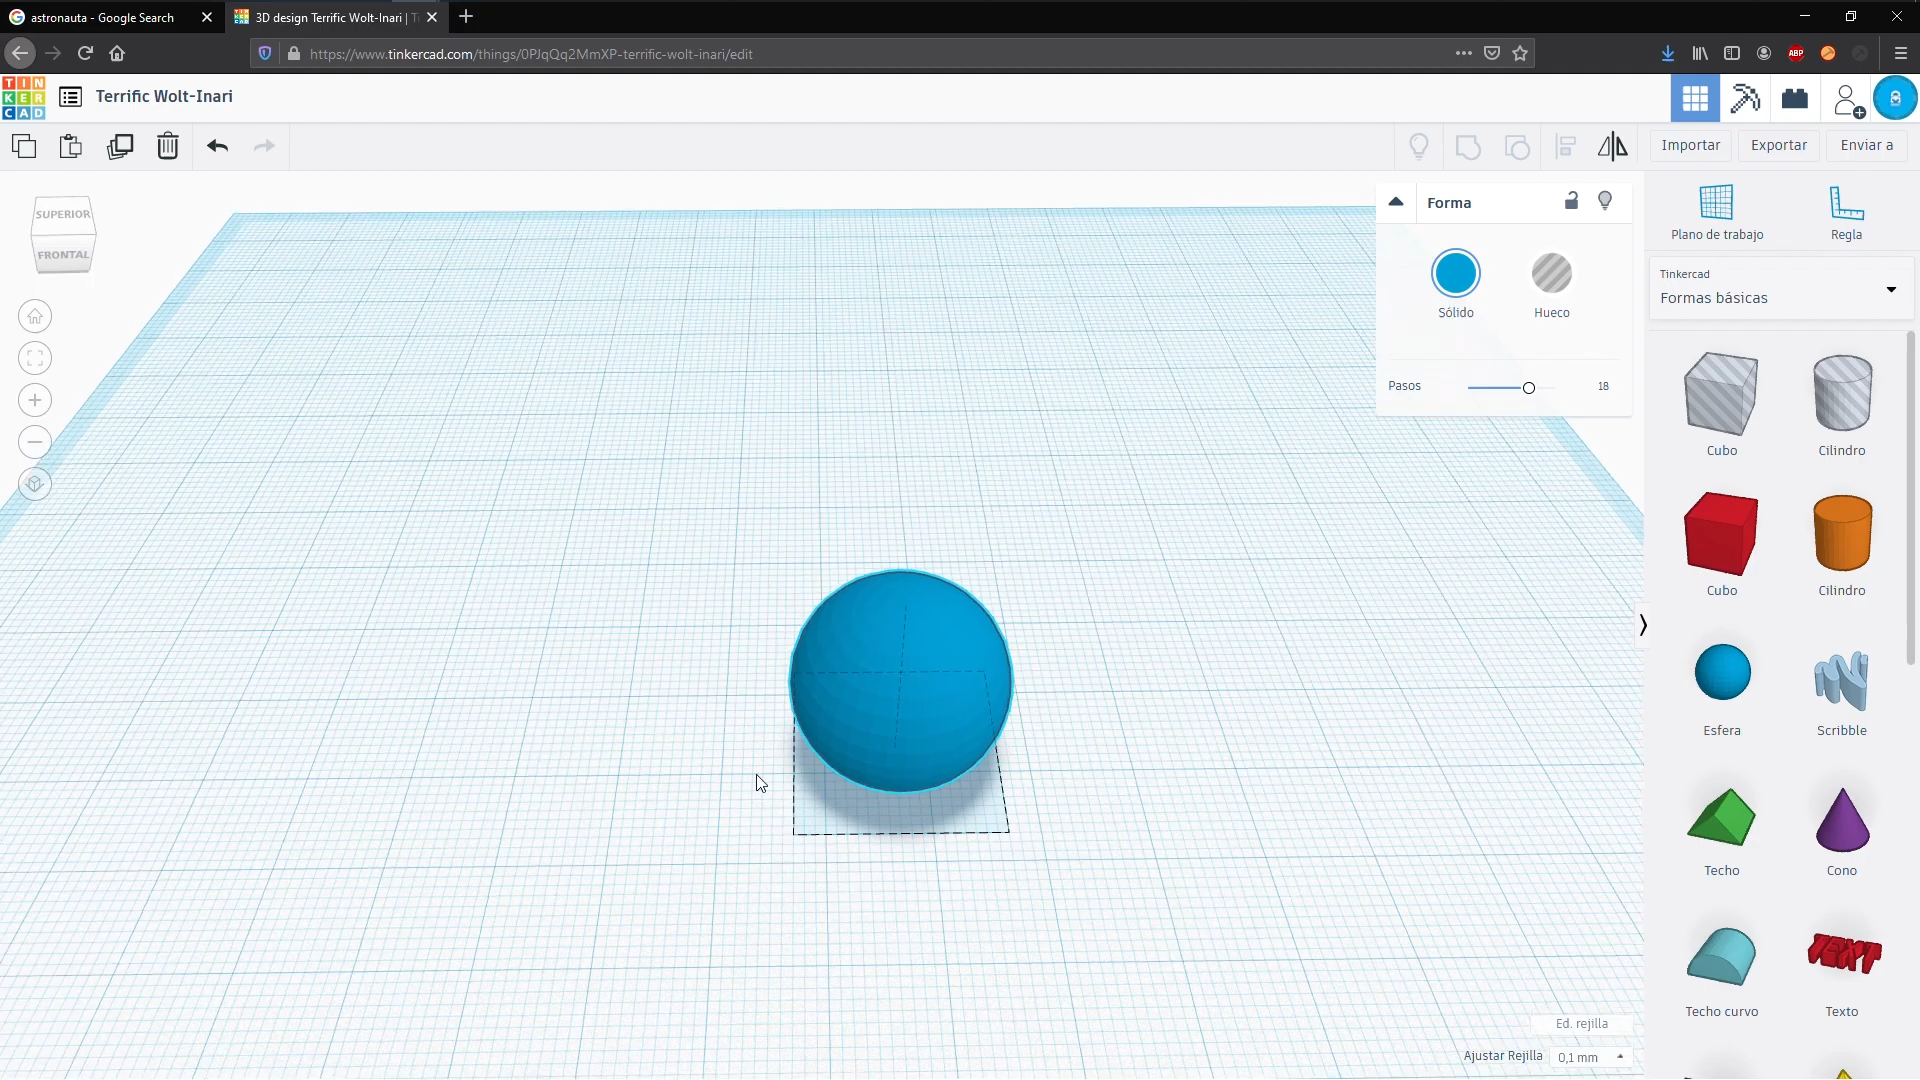 astronauta - Google Search
3D design Terrific Wolt-Inari | Ti
https://www.tinkercad.com/things/0PJqQq2MmXP-terrific-wolt-inari/edit
ABP
TIN
KER
CAD
Terrific Wolt-Inari
Importar
Exportar
Enviar a
SUPERIOR
FRONTAL
Forma
Sólido
Hueco
Pasos
18
Plano de trabajo
Regla
Tinkercad
Formas básicas
Cubo
Cilindro
Cubo
Cilindro
Esfera
Scribble
Techo
Cono
TEXT
Techo curvo
Texto
Ed. rejilla
Ajustar Rejilla
0,1 mm